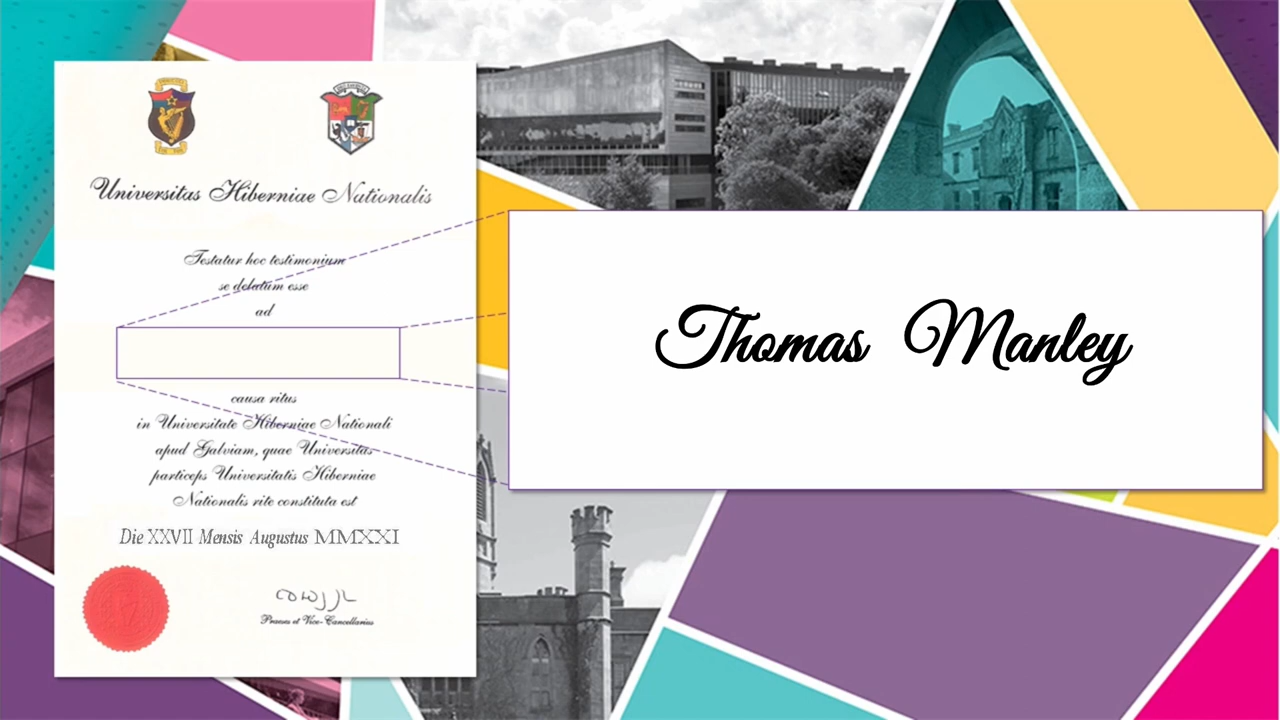 Universitas Hiberniae Nationalis
Testatur hoc testimonium
se delatum esse
ad
Thomas Manley
causa ritus
in Universitate Hiberniae Nationali
apud Galviam, quae Universitas
particeps Universitatis Hiberniae
Nationalis rite constituta est
Die XXVII Mensis Augustus MMXXI
Praeses et Vice-Cancellarius